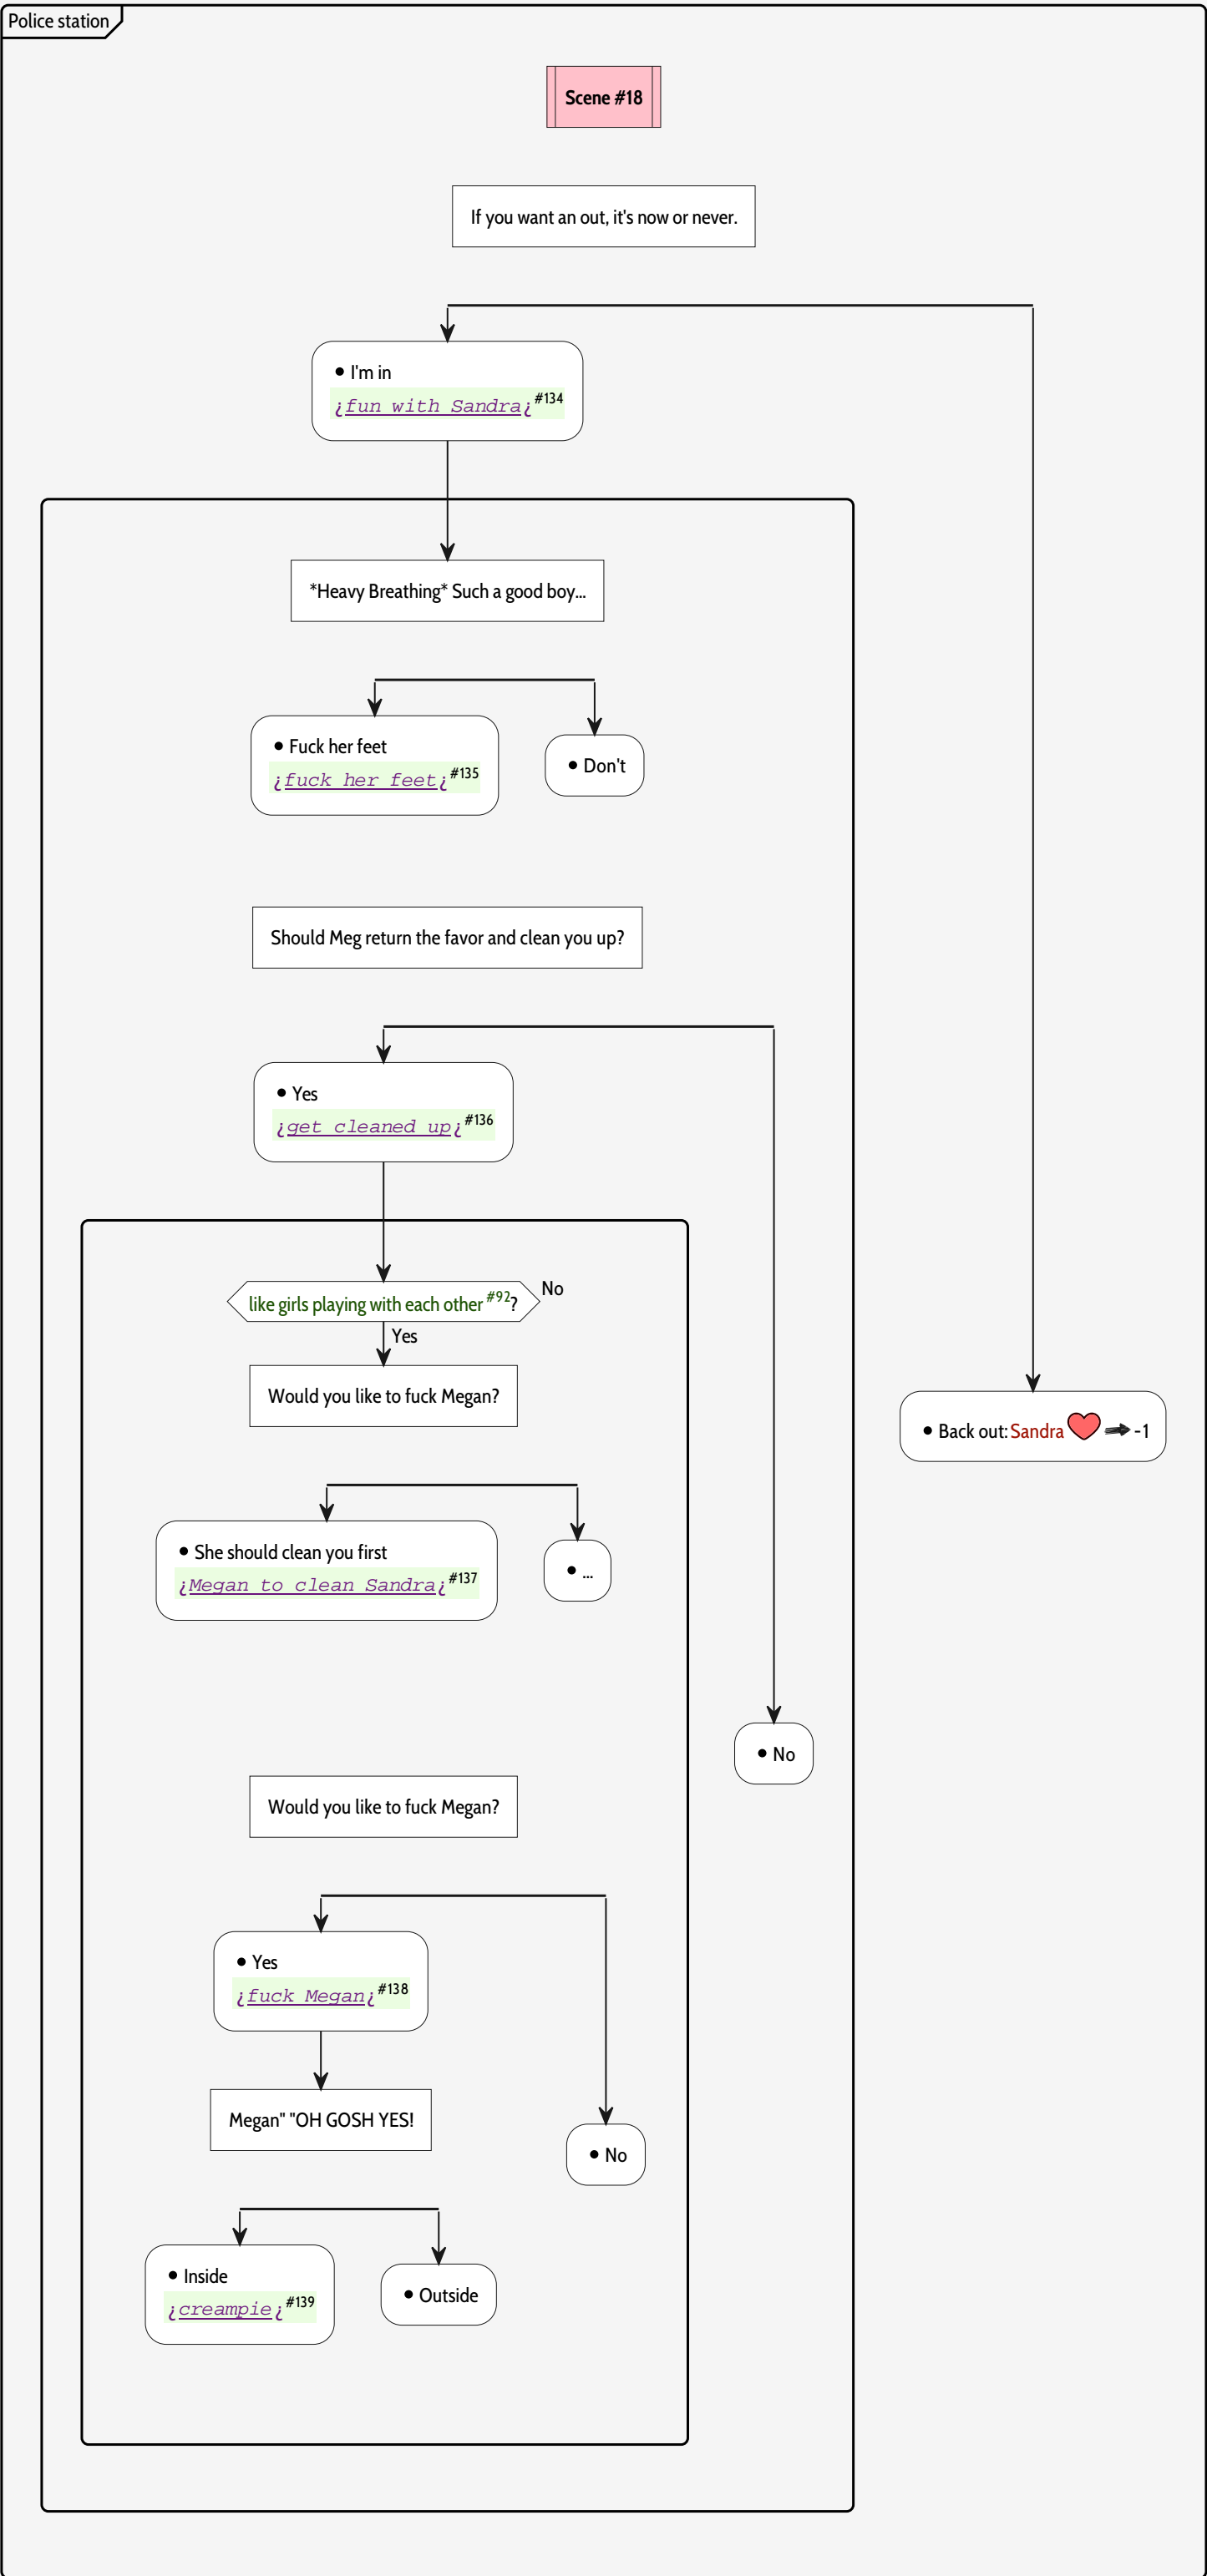 Police station
Scene #18
If you want an out, it's now or never.
• I'm in
¿fun with Sandra¿#134
*Heavy Breathing* Such a good boy...
• Fuck her feet
¿fuck her feet¿#135
• Don't
Should Meg return the favor and clean you up?
• Yes
¿get cleaned up¿#136
like girls playing with each other #92?
No
Yes
Would you like to fuck Megan?
• Back out: Sandra -1
• She should clean you first
¿Megan to clean Sandra¿#137
• ...
• No
Would you like to fuck Megan?
• Yes
¿fuck Megan¿#138
Megan" "OH GOSH YES!
• No
• Inside
¿creampie¿#139
• Outside